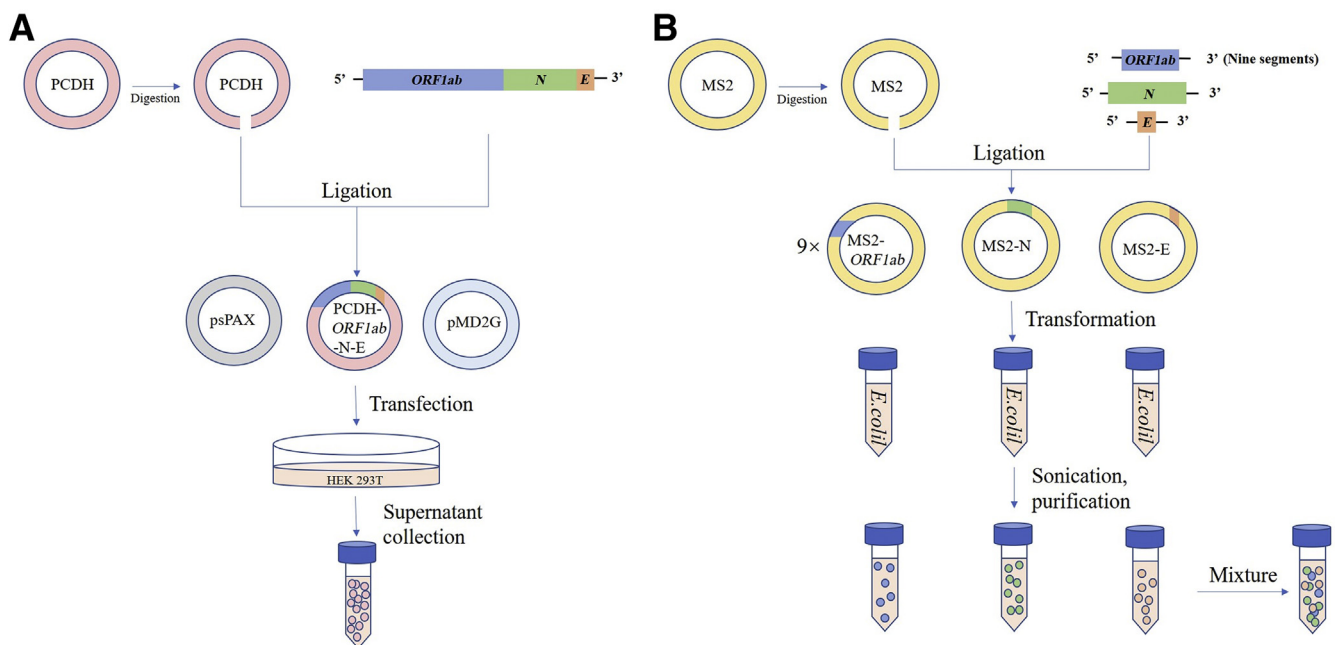 A
PCDH
Digestion
PCDH
5’ ORF1ab N E 3’
Ligation
psPAX
PCDH-
ORF1ab
-N-E
pMD2G
Transfection
HEK 293T
Supernatant
collection
B
MS2
Digestion
MS2
5’ ORF1ab 3’ (Nine segments)
5’ N 3’
5’ E 3’
Ligation
9×
MS2-
ORF1ab
MS2-N
MS2-E
Transformation
E.colil
E.colil
E.colil
Sonication,
purification
Mixture